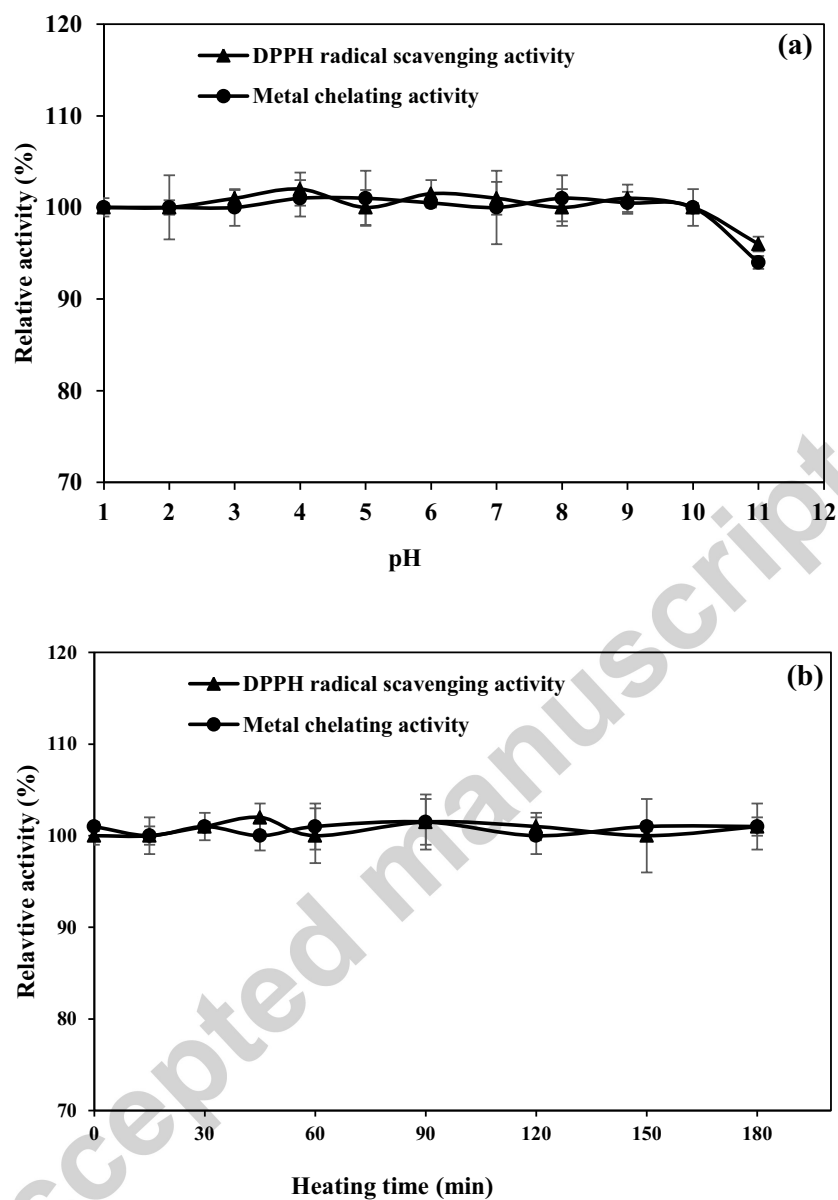 120
(a)
DPPH radical scavenging activity
Metal chelating activity
110
100
90
80
70
Relative activity (%)
1 2 3 4 5 6 7 8 9 10 11 12
pH
120
(b)
DPPH radical scavenging activity
Metal chelating activity
110
100
90
80
70
Relavtive activity (%)
0 30 60 90 120 150 180
Heating time (min)
ccepted manuscript